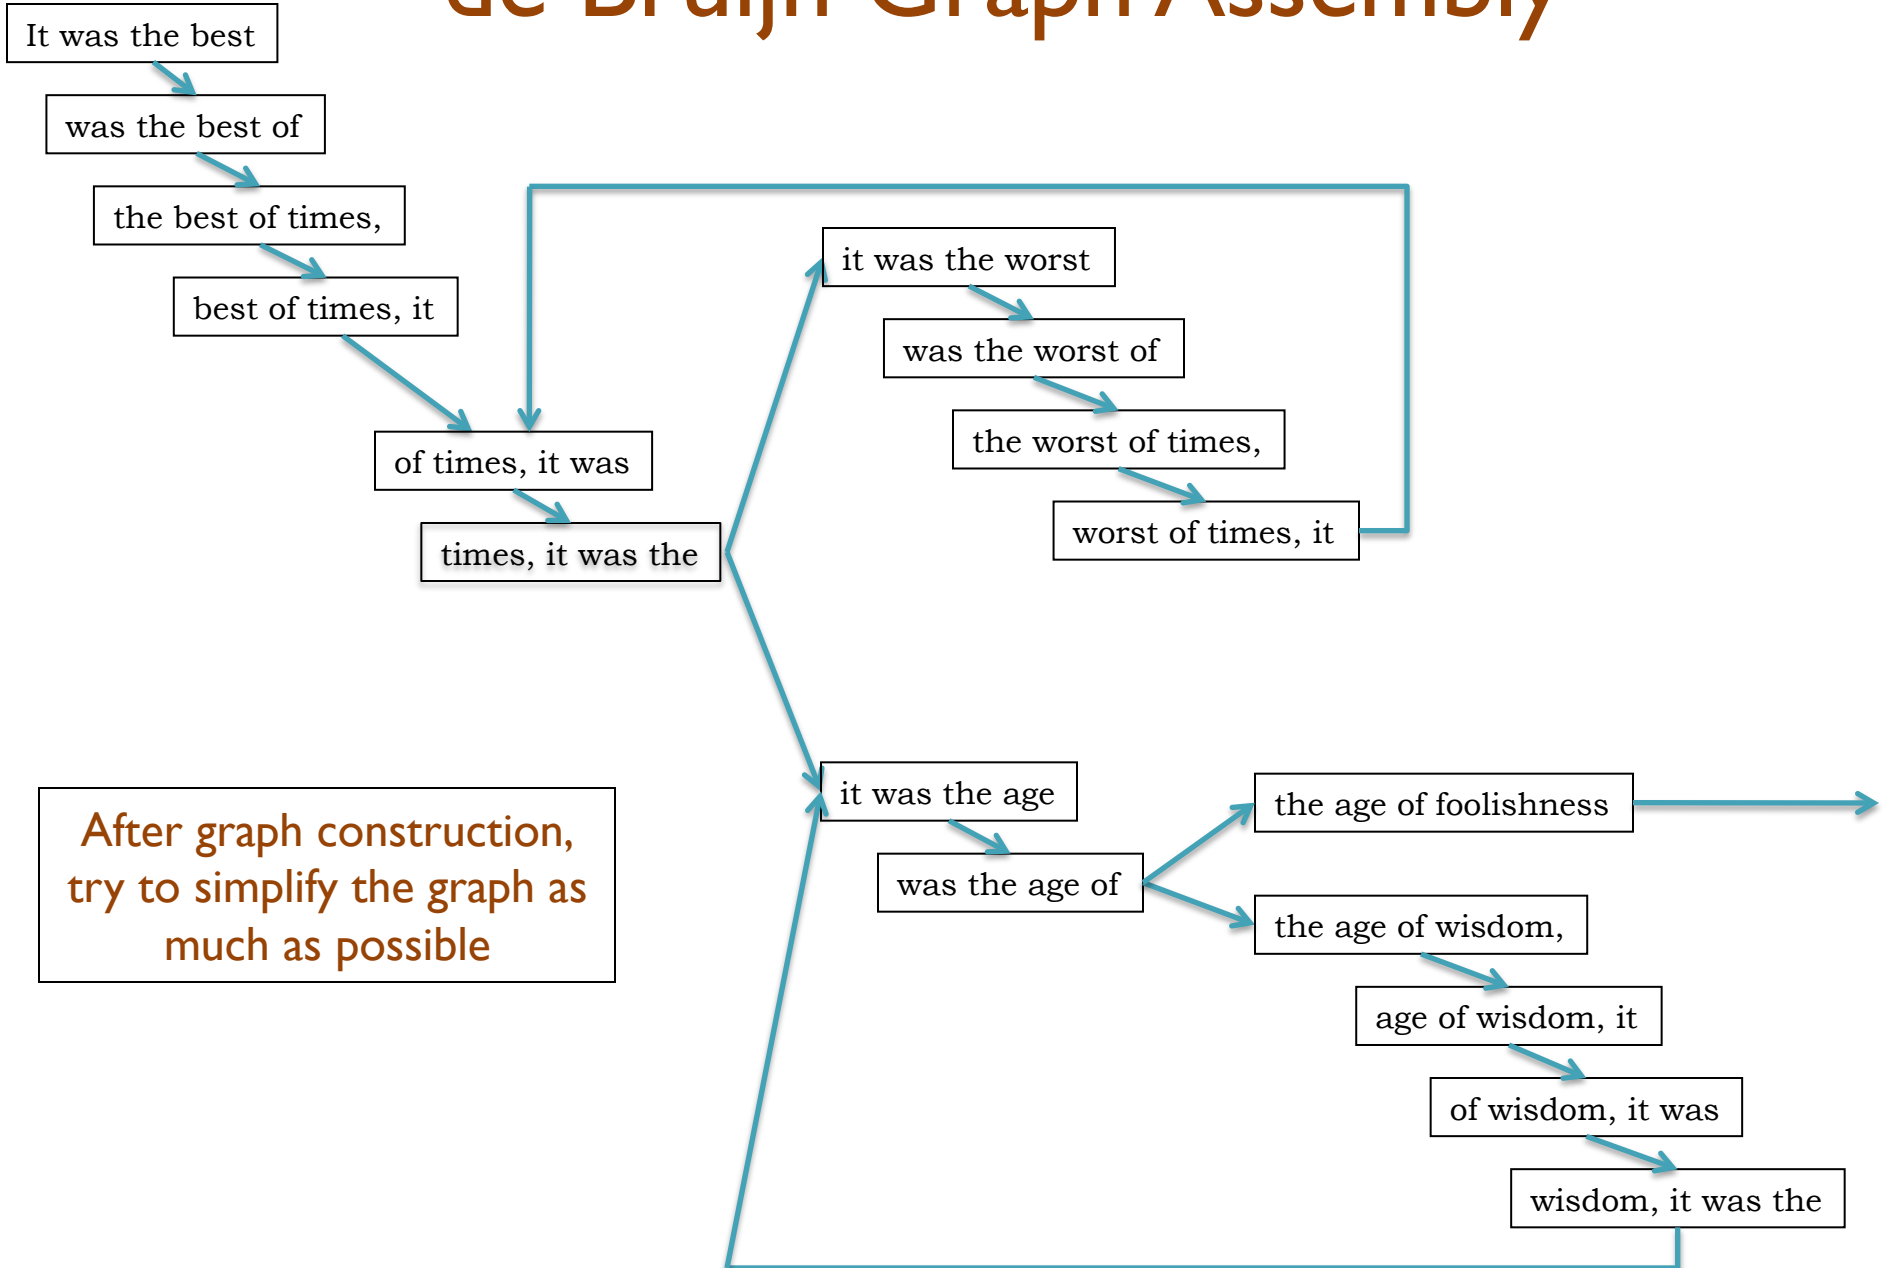 de Bruijn Graph Assembly
It was the best
was the best of
the best of times,
best of times, it
of times, it was
times, it was the
it was the worst
was the worst of
the worst of times,
worst of times, it
it was the age
was the age of
the age of foolishness
the age of wisdom,
age of wisdom, it
of wisdom, it was
wisdom, it was the
After graph construction,
try to simplify the graph as
much as possible